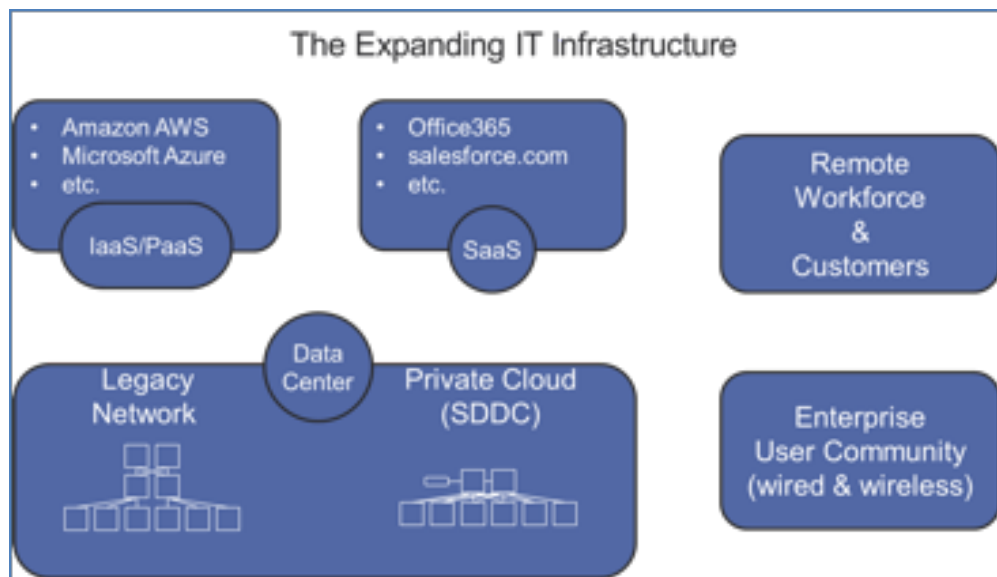 The Expanding IT Infrastructure
• Amazon AWS
• Microsoft Azure
• etc.
IaaS/PaaS
• Office365
• salesforce.com
• etc.
SaaS
Remote
Workforce
&
Customers
Data
Center
Legacy
Network
Private Cloud
(SDDC)
Enterprise
User Community
(wired & wireless)